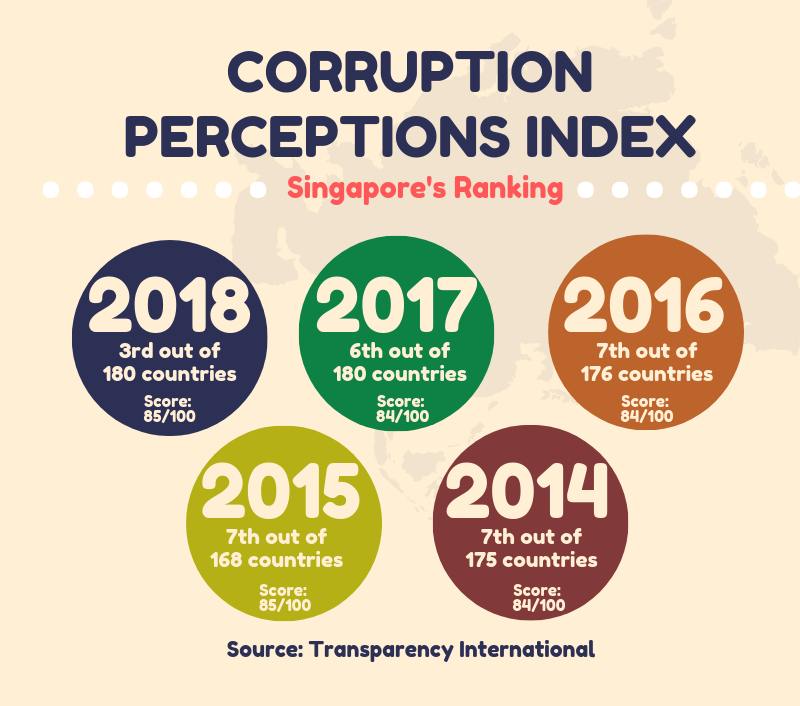 CORRUPTION
PERCEPTIONS INDEX
Singapore's Ranking
2018
3rd out of
180 countries
Score:
85/100
2017
6th out of
180 countries
Score:
84/100
2016
7th out of
176 countries
Score:
84/100
2015
7th out of
168 countries
Score:
85/100
2014
7th out of
175 countries
Score:
84/100
Source: Transparency International